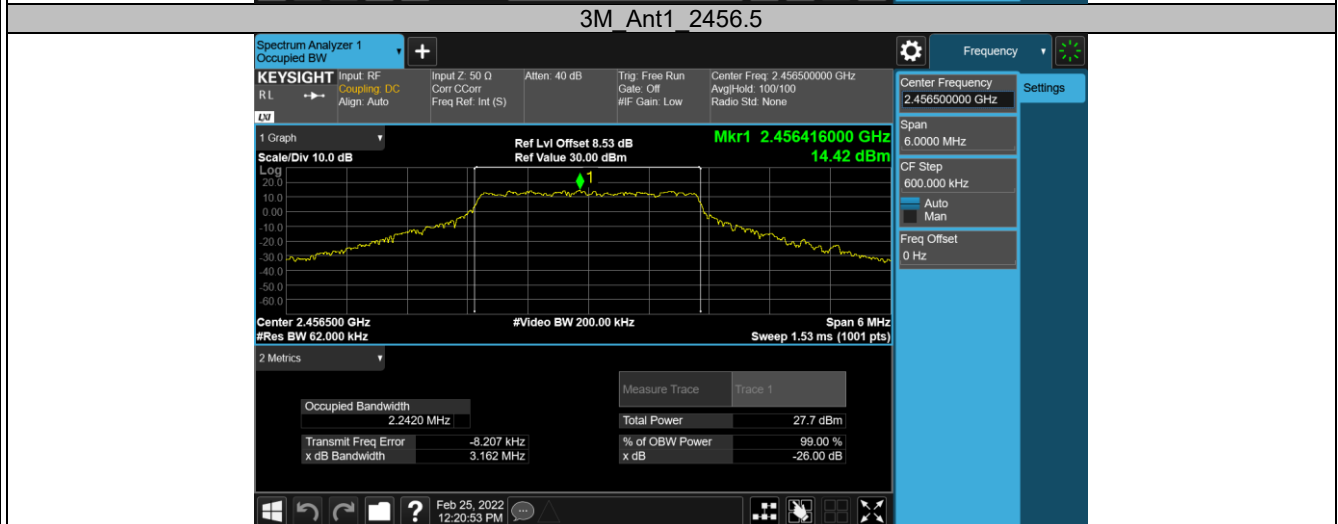 3M_Ant1_2456.5
Spectrum Analyzer 1
Occupied BW
+
Frequency
KEYSIGHT Input: RF Input Z: 50 Ω Atten: 40 dB Trig: Free Run Center Freq: 2.456500000 GHz
R L Coupling: DC Corr CCorr Gate: Off Avg|Hold: 100/100
Align: Auto Freq Ref: Int (S) #IF Gain: Low Radio Std: None
LXI
Center Frequency
2.456500000 GHz
Settings
Span
6.0000 MHz
CF Step
600.000 kHz
Auto
Man
Freq Offset
0 Hz
1 Graph
Ref Lvl Offset 8.53 dB
Mkr1 2.456416000 GHz
Scale/Div 10.0 dB Ref Value 30.00 dBm 14.42 dBm
Log
1
20.0
10.0
0.00
-10.0
-20.0
-30.0
-40.0
-50.0
-60.0
Center 2.456500 GHz #Video BW 200.00 kHz Span 6 MHz
#Res BW 62.000 kHz Sweep 1.53 ms (1001 pts)
2 Metrics
Measure Trace Trace 1
Occupied Bandwidth
2.2420 MHz
Total Power 27.7 dBm
Transmit Freq Error -8.207 kHz % of OBW Power 99.00 %
x dB Bandwidth 3.162 MHz x dB -26.00 dB
?
Feb 25, 2022
12:20:53 PM